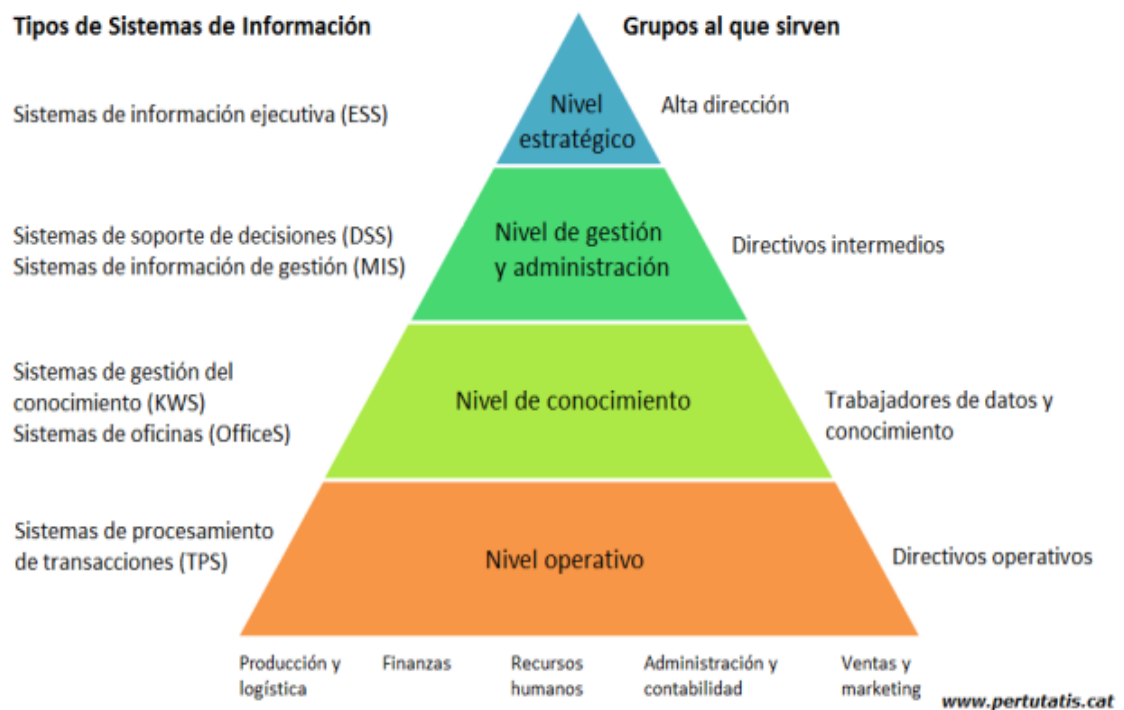 Tipos de Sistemas de Información
Grupos al que sirven
Sistemas de información ejecutiva (ESS)
Nivel
estratégico
Alta dirección
Sistemas de soporte de decisiones (DSS)
Sistemas de información de gestión (MIS)
Nivel de gestión
y administración
Directivos intermedios
Sistemas de gestión del
conocimiento (KWS)
Sistemas de oficinas (OfficeS)
Nivel de conocimiento
Trabajadores de datos y
conocimiento
Sistemas de procesamiento
de transacciones (TPS)
Nivel operativo
Directivos operativos
Producción y
logística
Finanzas
Recursos
humanos
Administración y
contabilidad
Ventas y
marketing
www.pertutatis.cat